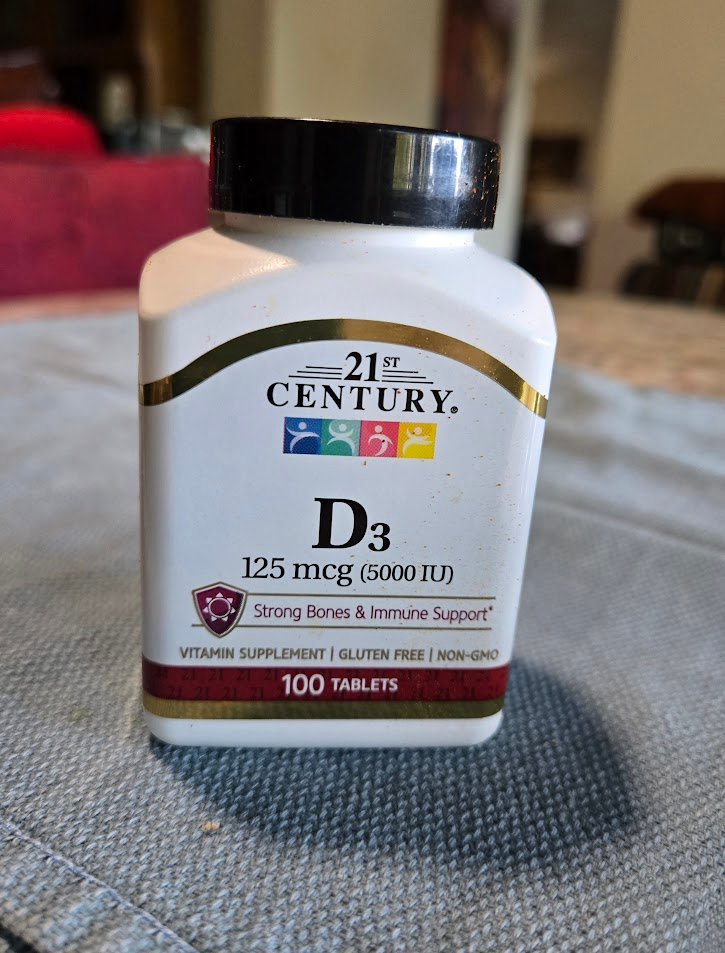 21ST
CENTURY®
D3
125 mcg (5000 IU)
Strong Bones & Immune Support*
VITAMIN SUPPLEMENT | GLUTEN FREE | NON-GMO
100 TABLETS